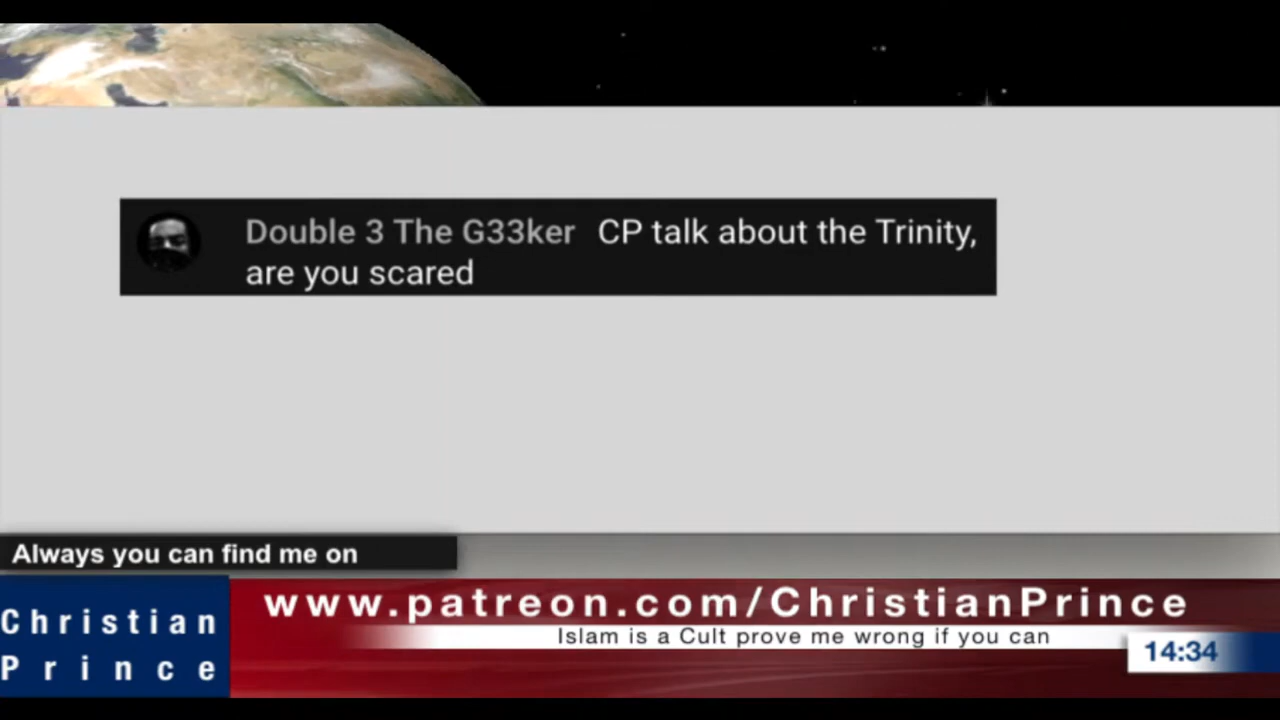 Double 3 The G33ker CP talk about the Trinity,
are you scared
Always you can find me on
Christian
Prince
www.patreon.com/ChristianPrince
Islam is a Cult prove me wrong if you can
14:34